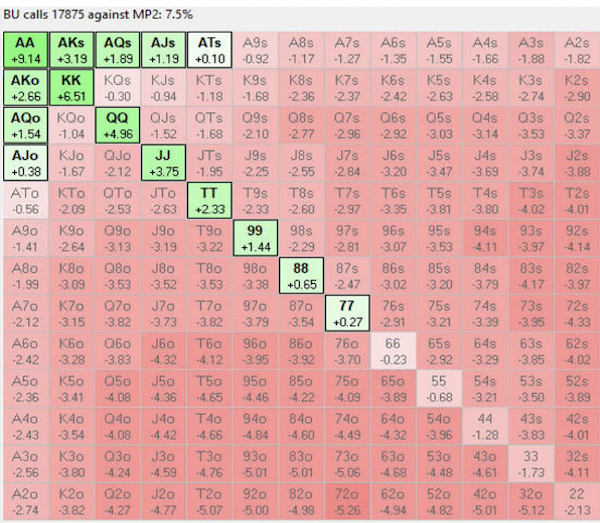 BU calls 17875 against MP2: 7.5%
AA AKs AQs AJs ATs A9s A8s A7s A6s A5s A4s A3s A2s
+9.14 +3.19 +1.89 +1.19 +0.10 -0.92 -1.17 -1.27 -1.35 -1.55 -1.66 -1.88 -1.82
AKo KK KQs KJs KTs K9s K8s K7s K6s K5s K4s K3s K2s
+2.66 +6.51 -0.30 -0.94 -1.18 -1.68 -2.36 -2.37 -2.42 -2.63 -2.58 -2.74 -2.90
AQo KQo QQ QJs QTs Q9s Q8s Q7s Q6s Q5s Q4s Q3s Q2s
+1.54 -1.04 +4.96 -1.52 -1.68 -2.10 -2.77 -2.96 -2.92 -3.03 -3.14 -3.53 -3.37
AJo KJo QJo JJ JTs J9s J8s J7s J6s J5s J4s J3s J2s
+0.38 -1.67 -2.12 +3.75 -1.95 -2.25 -2.55 -2.84 -3.20 -3.47 -3.69 -3.74 -3.88
ATo KTo QTo JTo TT T9s T8s T7s T6s T5s T4s T3s T2s
-0.56 -2.09 -2.53 -2.63 +2.33 -2.33 -2.60 -2.97 -3.35 -3.81 -3.80 -4.02 -4.01
A9o K9o Q9o J9o T9o 99 98s 97s 96s 95s 94s 93s 92s
-1.41 -2.64 -3.13 -3.19 -3.22 +1.44 -2.29 -2.81 -3.07 -3.53 -4.11 -3.97 -4.14
A8o K8o Q8o J8o T8o 98o 88 87s 86s 85s 84s 83s 82s
-1.99 -3.09 -3.53 -3.52 -3.53 -3.38 +0.65 -2.47 -3.02 -3.20 -3.79 -4.17 -3.97
A7o K7o Q7o J7o T7o 97o 87o 77 76s 75s 74s 73s 72s
-2.12 -3.15 -3.82 -3.73 -3.82 -3.79 -3.54 +0.27 -2.91 -3.21 -3.39 -3.95 -4.33
A6o K6o Q6o J6o T6o 96o 86o 76o 66 65s 64s 63s 62s
-2.42 -3.28 -3.83 -4.32 -4.12 -3.95 -3.92 -3.70 -0.23 -2.92 -3.29 -3.85 -4.02
A5o K5o Q5o J5o T5o 95o 85o 75o 65o 55 54s 53s 52s
-2.36 -3.41 -4.08 -4.36 -4.65 -4.46 -4.22 -4.09 -3.89 -0.68 -3.21 -3.50 -3.89
A4o K4o Q4o J4o T4o 94o 84o 74o 64o 54o 44 43s 42s
-2.43 -3.54 -4.08 -4.42 -4.66 -4.84 -4.60 -4.49 -4.32 -3.96 -1.28 -3.83 -4.01
A3o K3o Q3o J3o T3o 93o 83o 73o 63o 53o 43o 33 32s
-2.56 -3.80 -4.24 -4.59 -4.76 -5.01 -5.01 -5.06 -4.68 -4.48 -4.61 -1.73 -4.11
A2o K2o Q2o J2o T2o 92o 82o 72o 62o 52o 42o 32o 22
-2.74 -3.82 -4.27 -4.77 -5.07 -5.00 -4.98 -5.26 -4.94 -4.82 -5.01 -5.12 -2.13